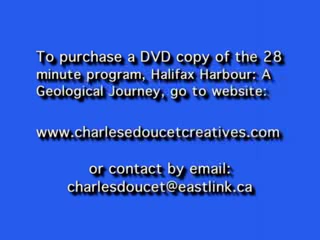 To purchase a DVD copy of the 28
minute program, Halifax Harbour: A
Geological Journey, go to website:
www.charlesedoucetcreatives.com
or contact by email:
charlesdoucet@eastlink.ca